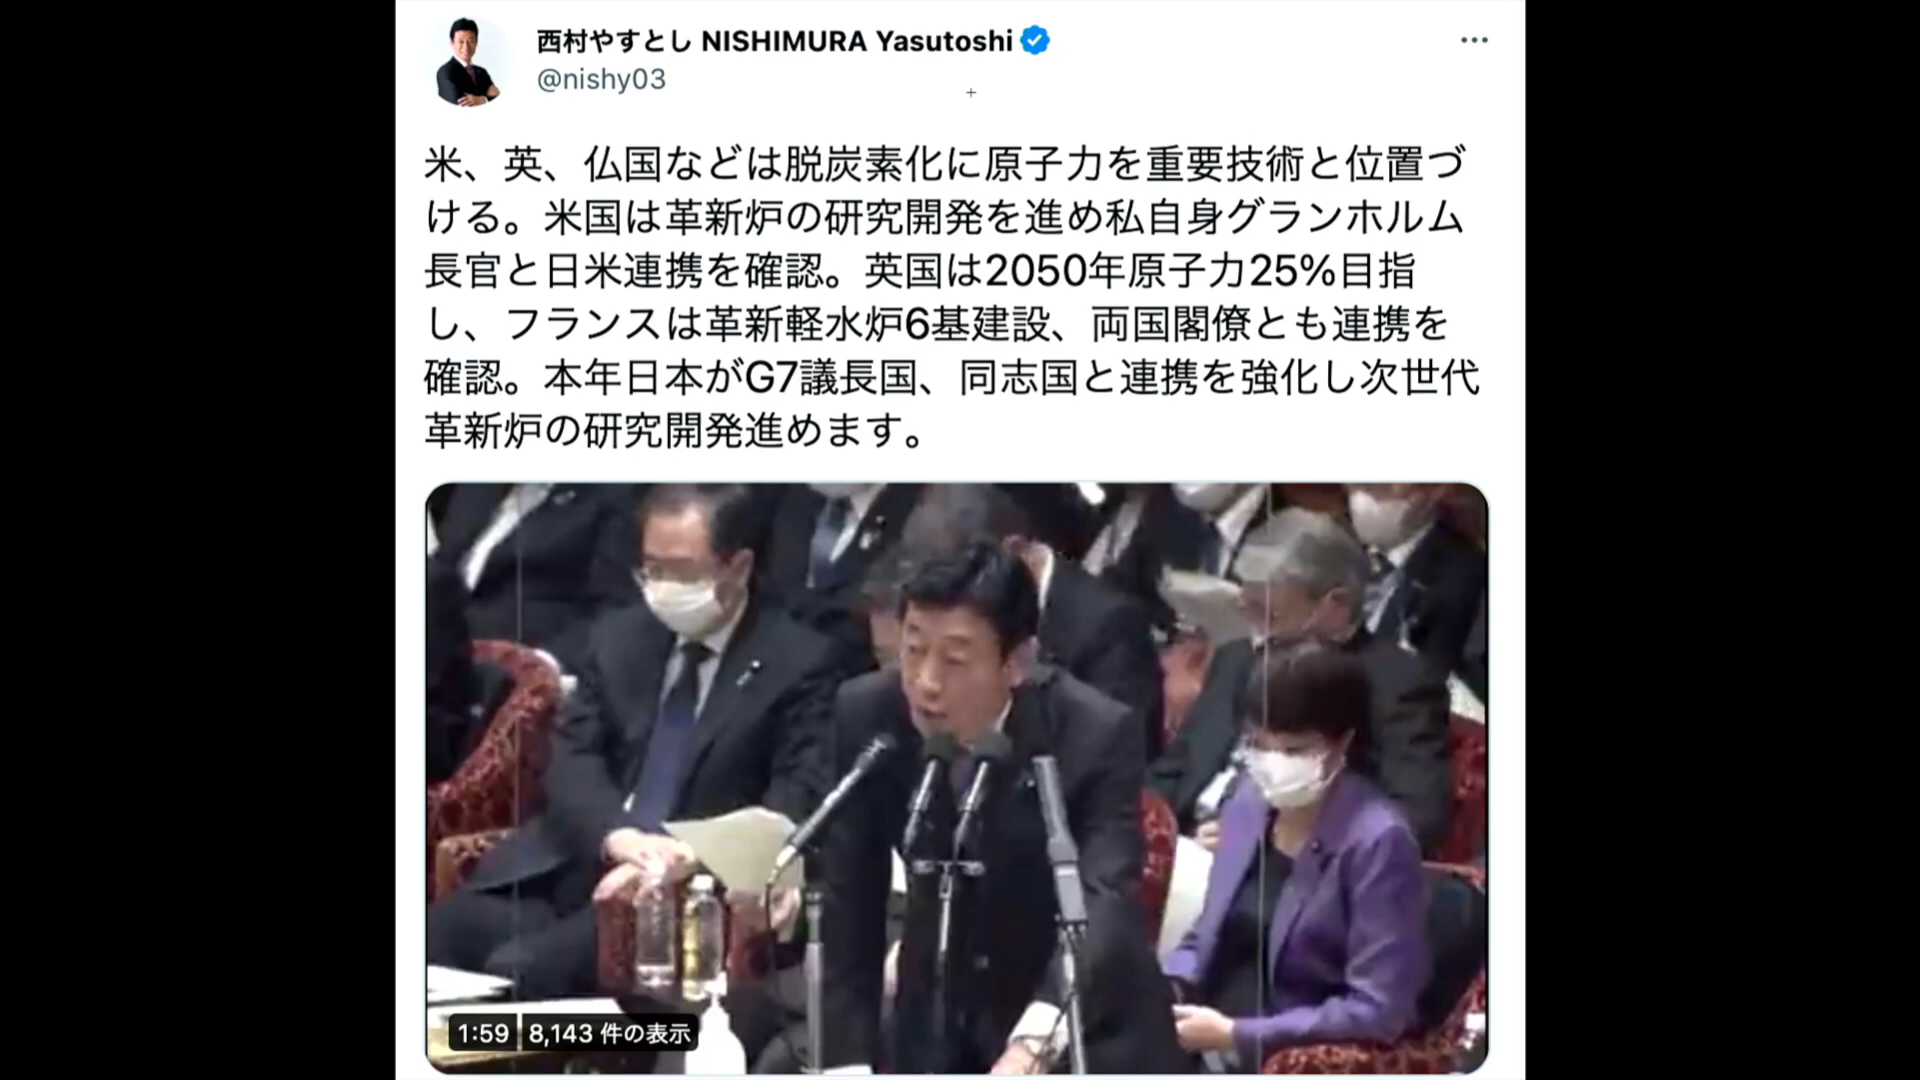 西村やすとし NISHIMURA Yasutoshi
@nishy03
米、英、仏国などは脱炭素化に原子力を重要技術と位置づ
ける。米国は革新炉の研究開発を進め私自身グランホルム
長官と日米連携を確認。英国は2050年原子力25%目指
し、フランスは革新軽水炉6基建設、両国閣僚とも連携を
確認。本年日本がG7議長国、同志国と連携を強化し次世代
革新炉の研究開発進めます。
1:59 8,143 件の表示